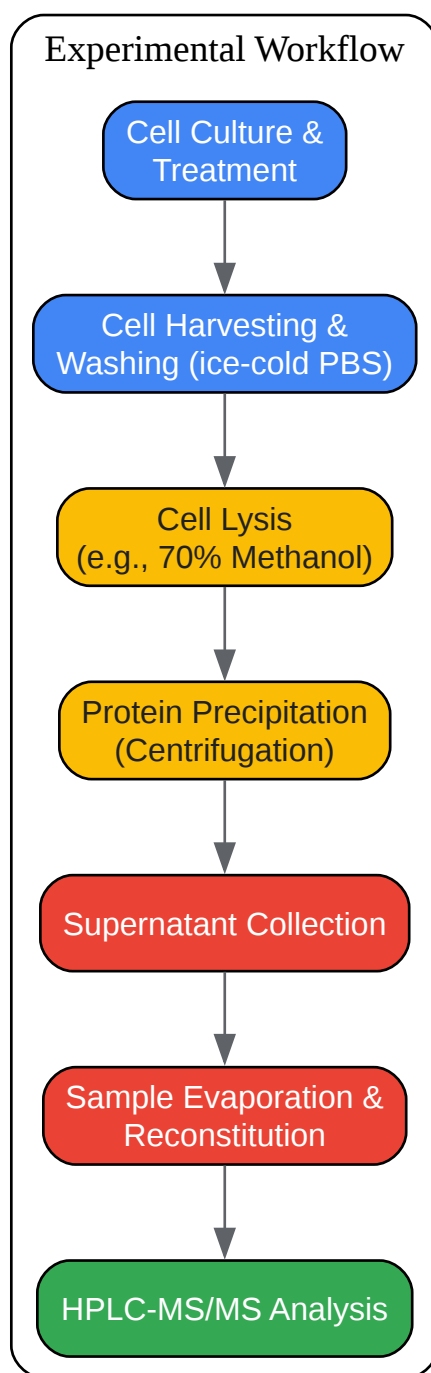 Experimental Workflow
Cell Culture &
Treatment
Cell Harvesting &
Washing (ice-cold PBS)
Cell Lysis
(e.g., 70% Methanol)
Protein Precipitation
(Centrifugation)
Supernatant Collection
Sample Evaporation &
Reconstitution
HPLC-MS/MS Analysis